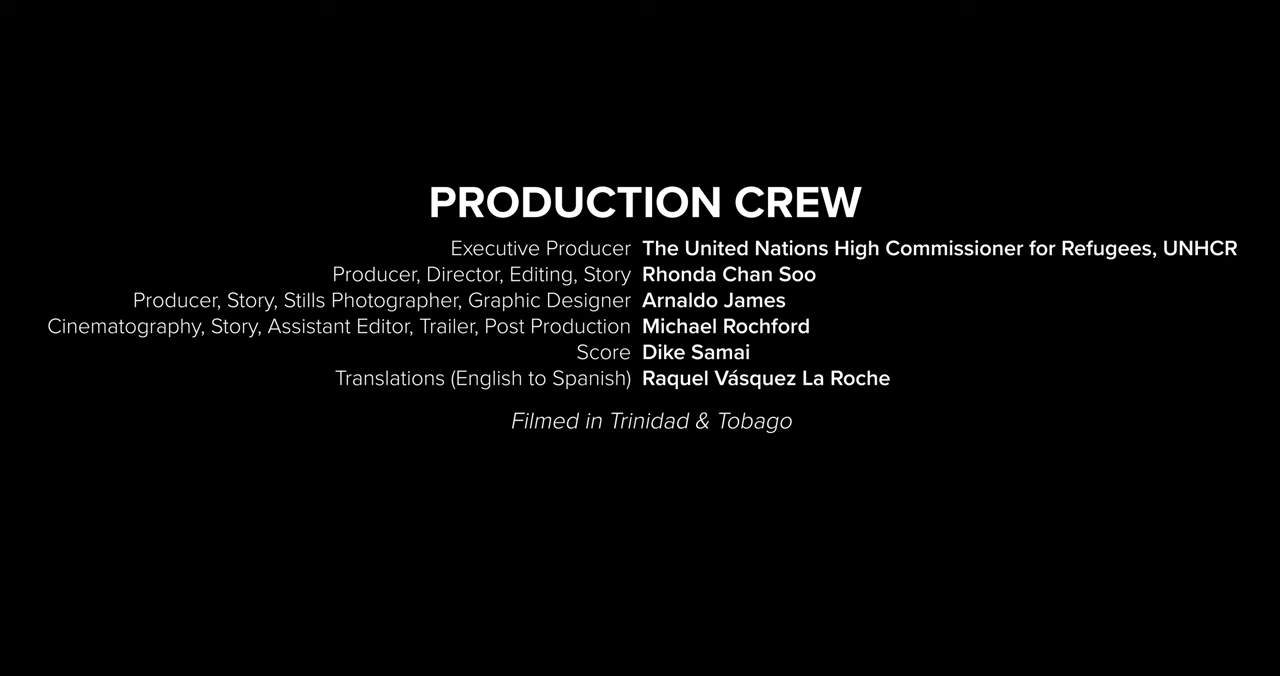 PRODUCTION CREW
Executive Producer The United Nations High Commissioner for Refugees, UNHCR
Producer, Director, Editing, Story Rhonda Chan Soo
Producer, Story, Stills Photographer, Graphic Designer Arnaldo James
Cinematography, Story, Assistant Editor, Trailer, Post Production Michael Rochford
Score Dike Samai
Translations (English to Spanish) Raquel Vásquez La Roche
Filmed in Trinidad & Tobago